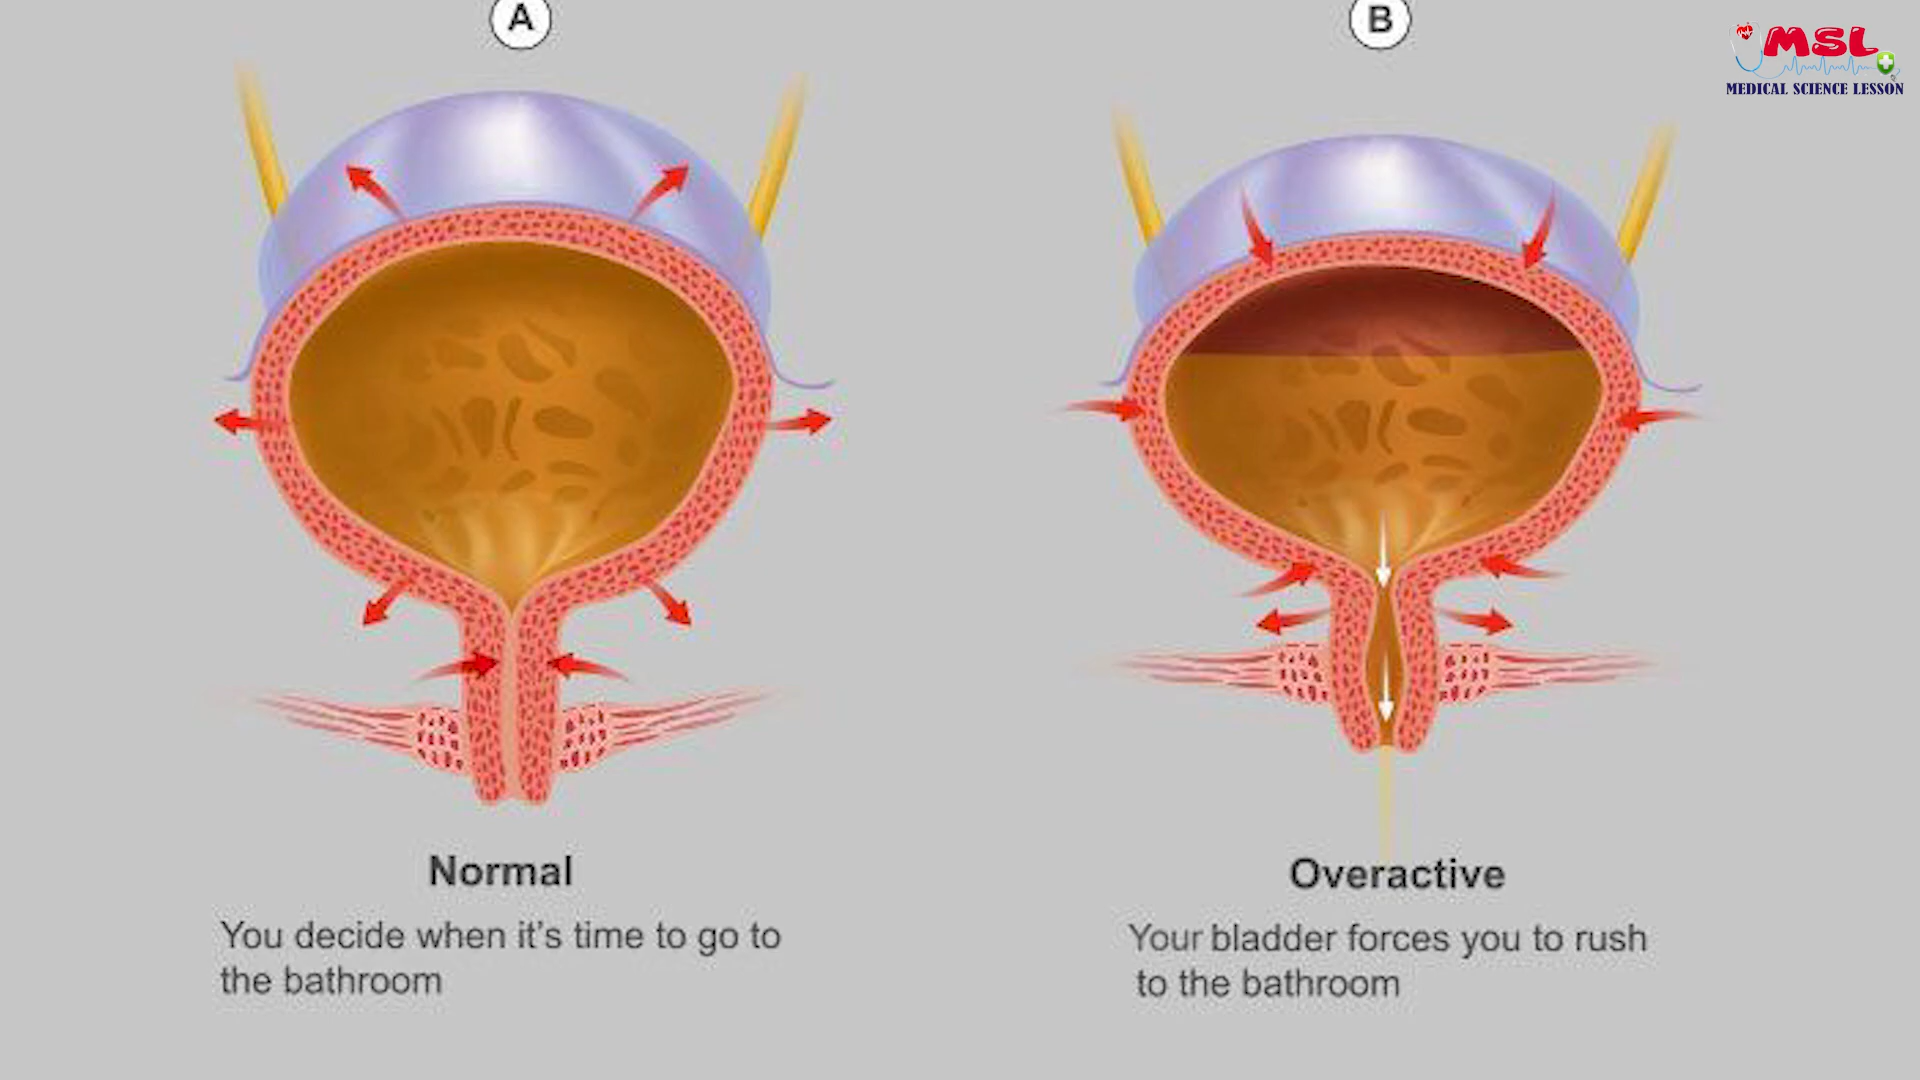 A
B
MSL
MEDICAL SCIENCE LESSON
Normal
You decide when it's time to go to
the bathroom
Overactive
Your bladder forces you to rush
to the bathroom